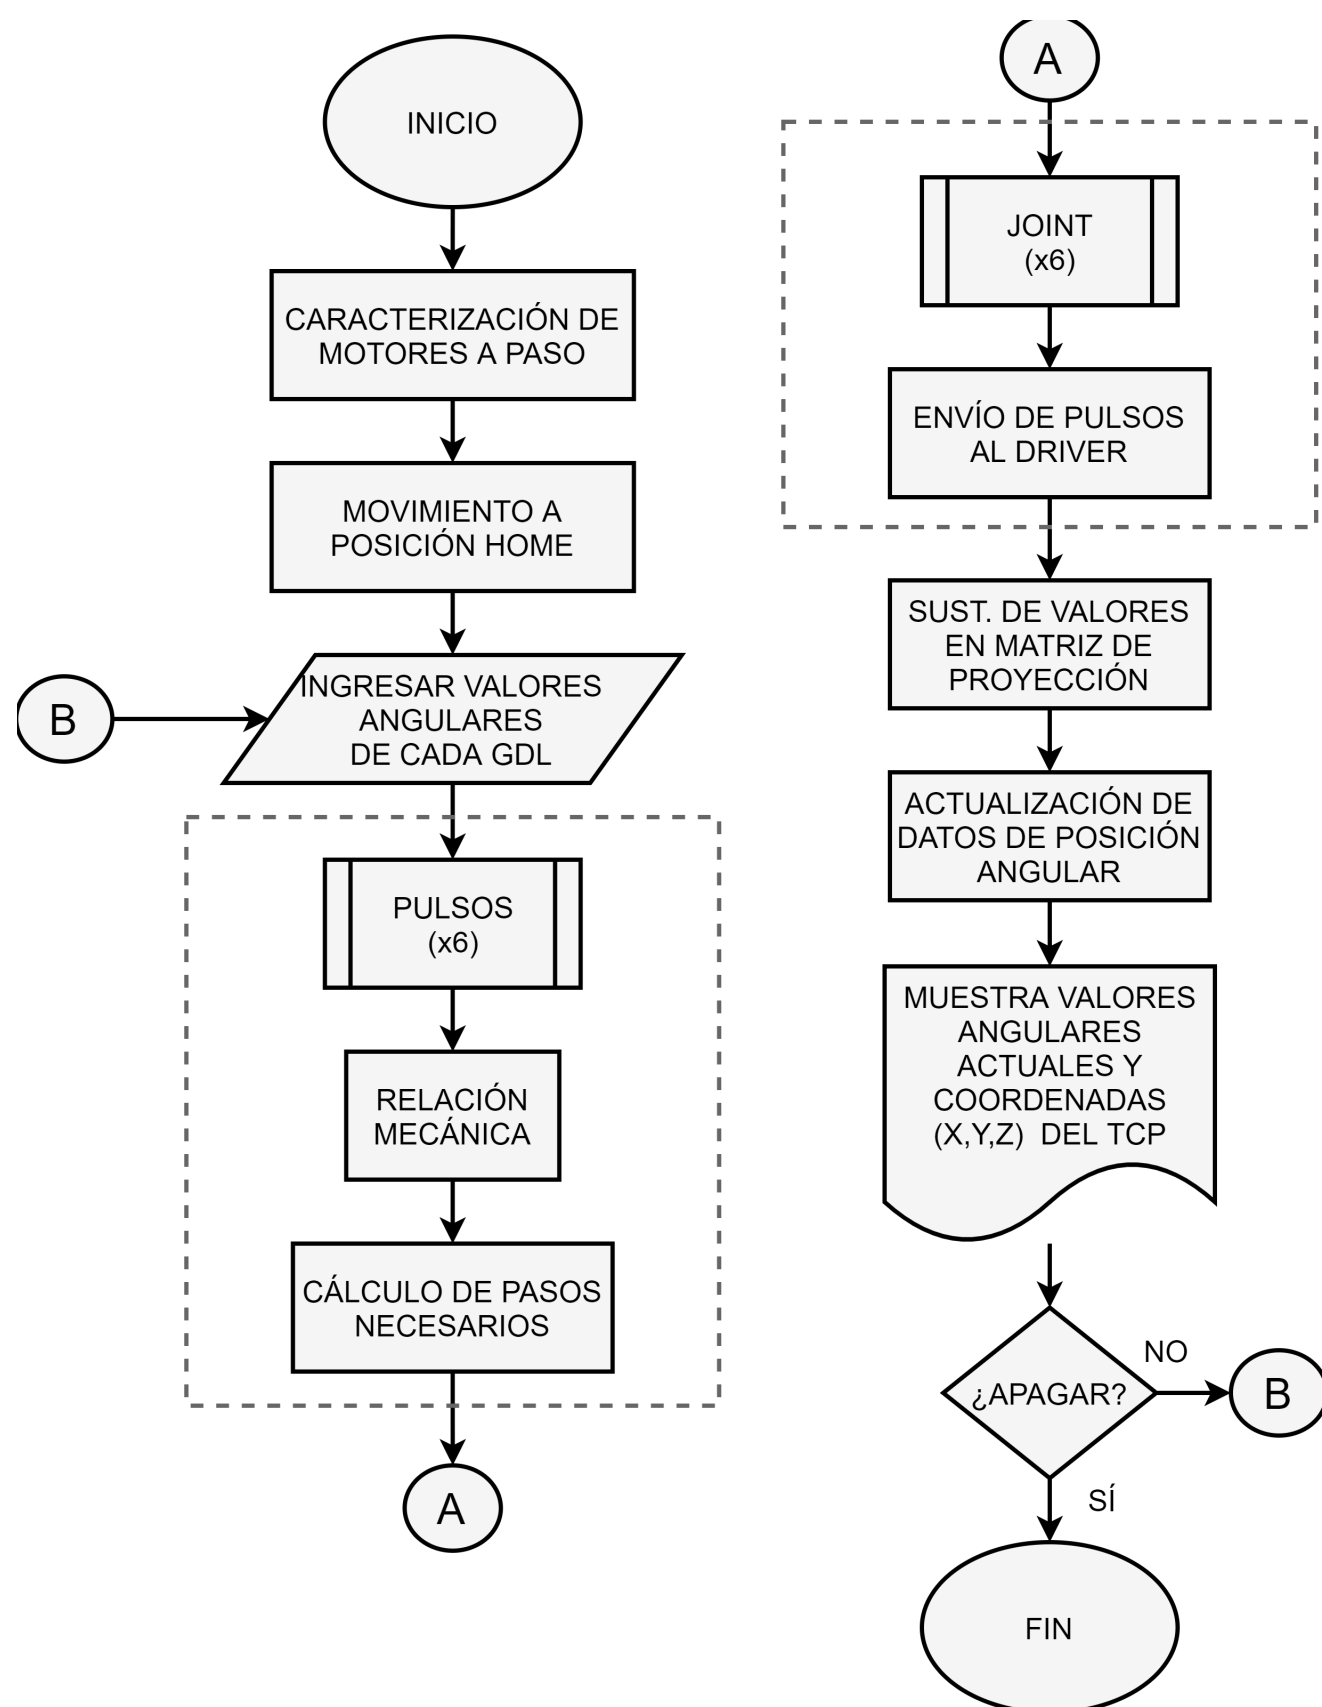 INICIO
CARACTERIZACIÓN DE
MOTORES A PASO
MOVIMIENTO A
POSICIÓN HOME
B
INGRESAR VALORES
ANGULARES
DE CADA GDL
PULSOS
(x6)
RELACIÓN
MECÁNICA
CÁLCULO DE PASOS
NECESARIOS
A
A
JOINT
(x6)
ENVÍO DE PULSOS
AL DRIVER
SUST. DE VALORES
EN MATRIZ DE
PROYECCIÓN
ACTUALIZACIÓN DE
DATOS DE POSICIÓN
ANGULAR
MUESTRA VALORES
ANGULARES
ACTUALES Y
COORDENADAS
(X,Y,Z) DEL TCP
¿APAGAR?
NO
B
SÍ
FIN